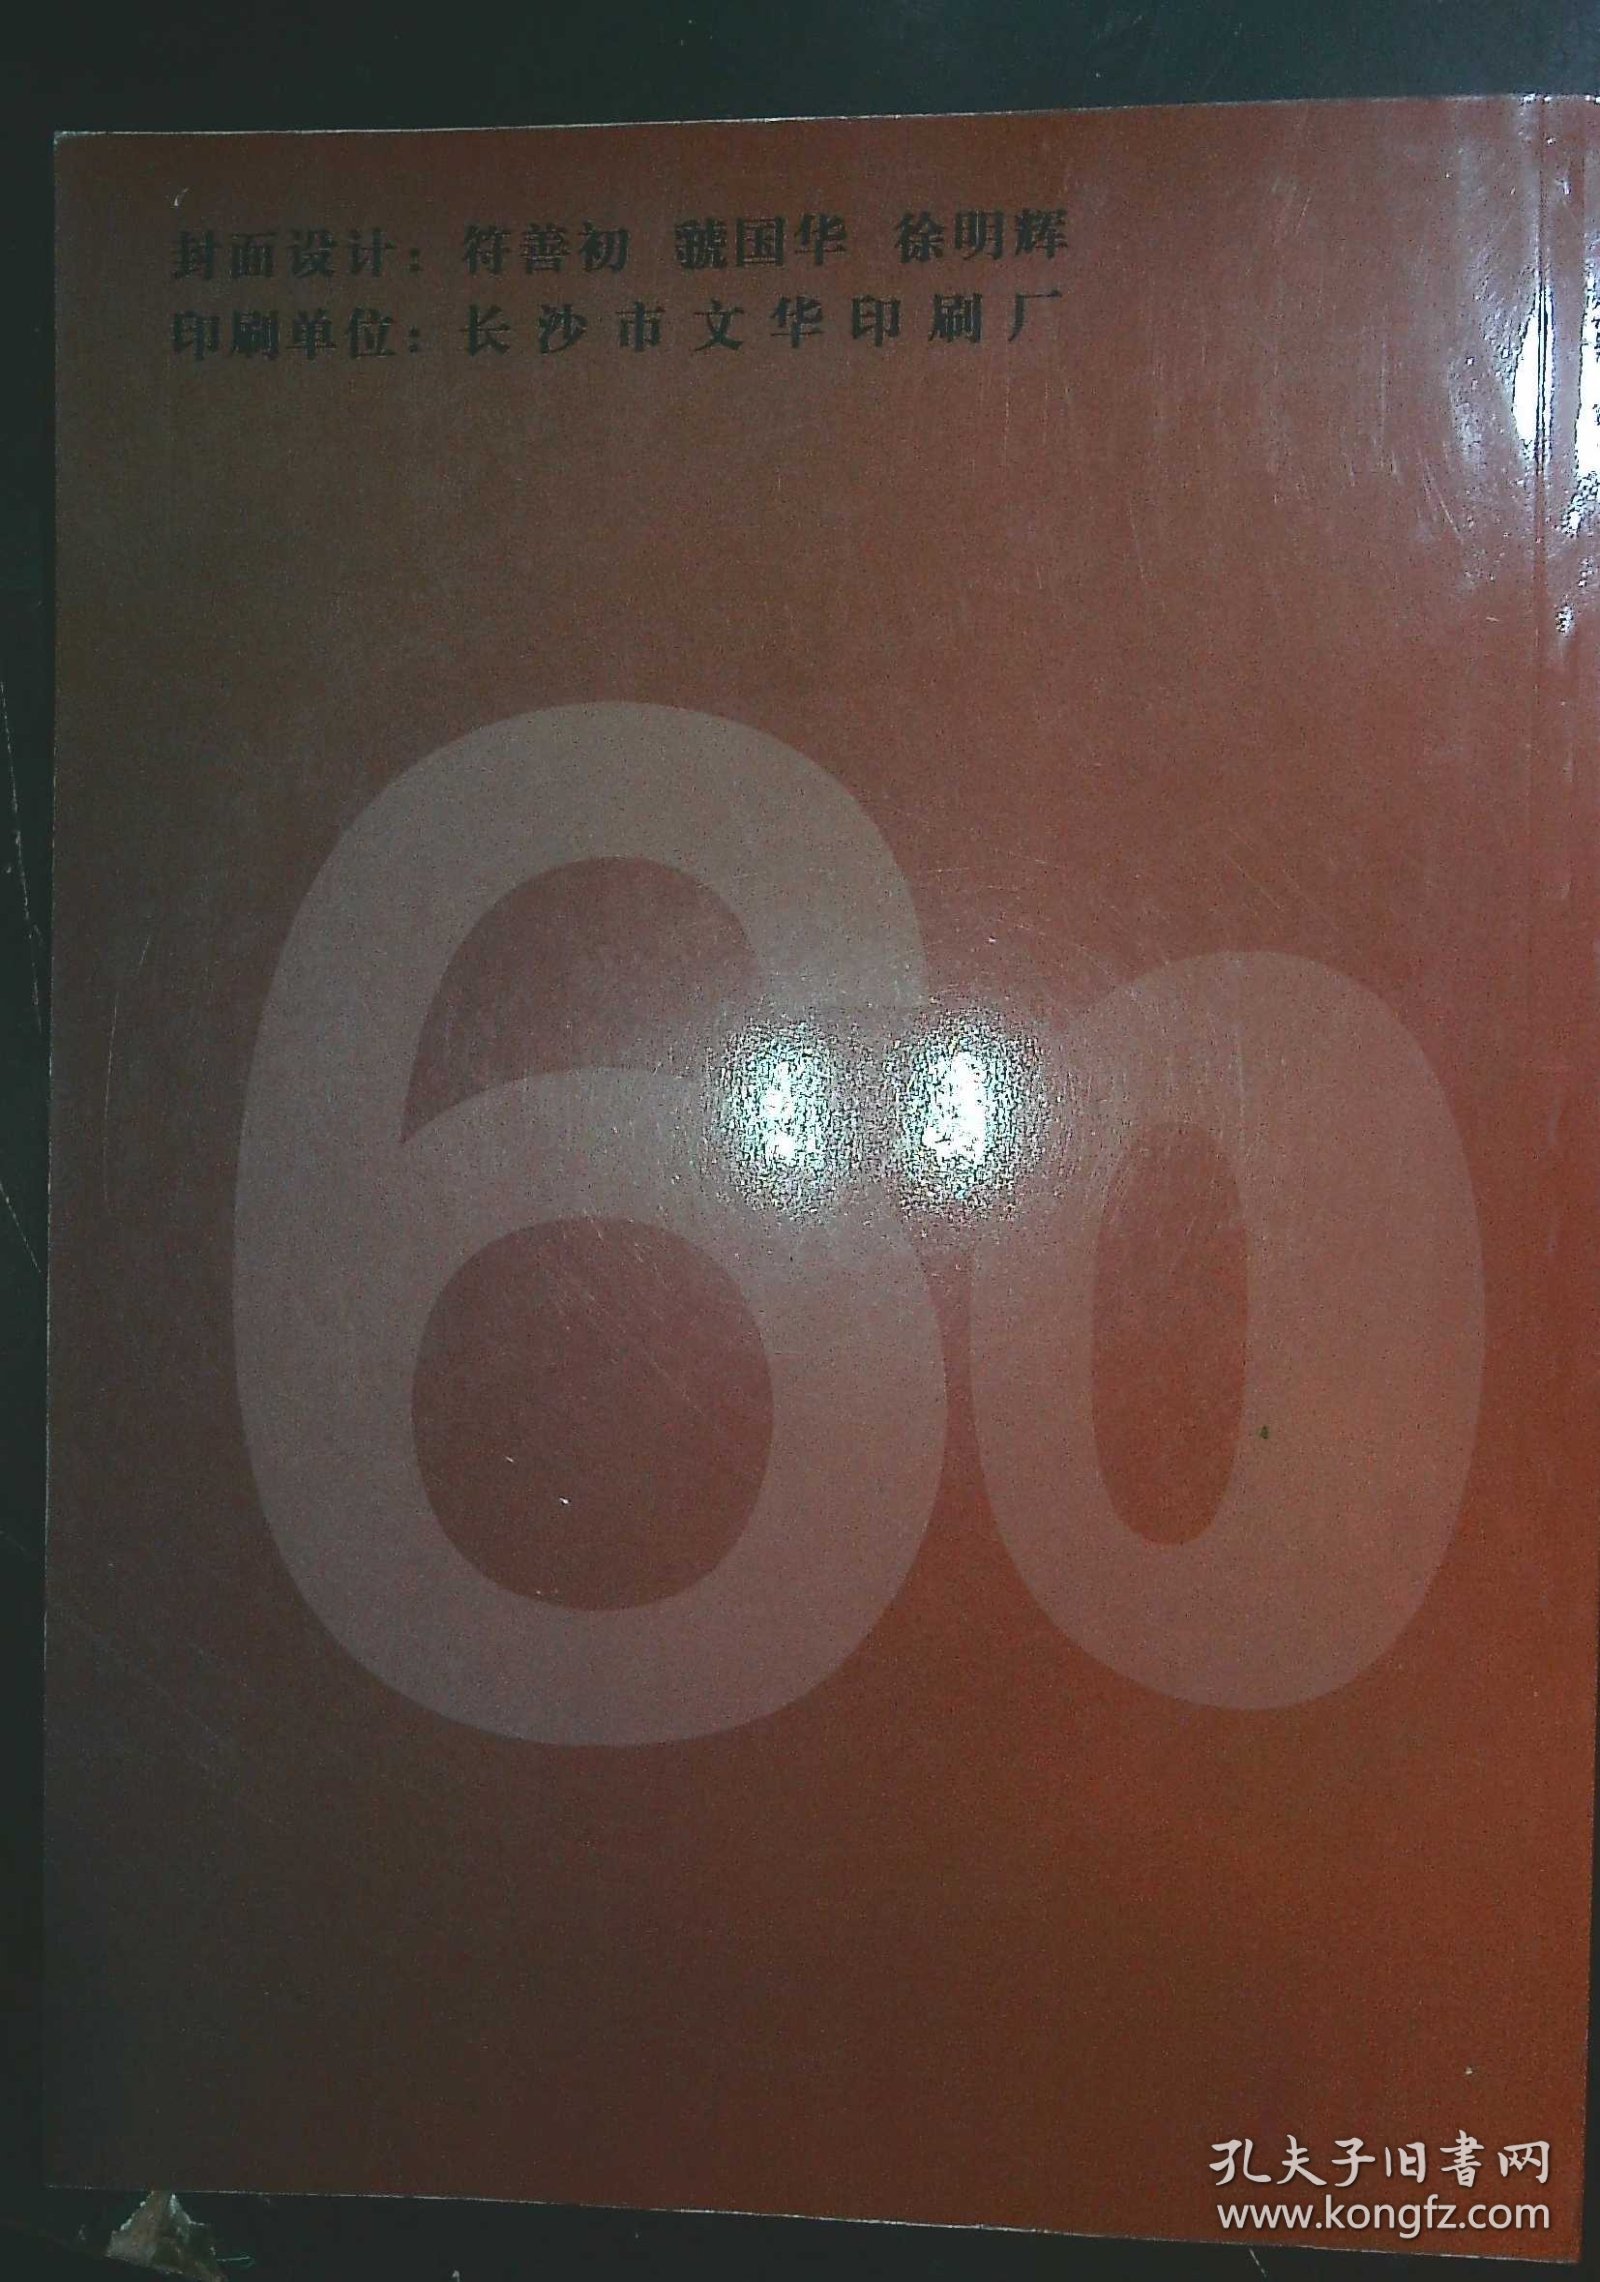 封面设计：符善初 虢国华 徐明辉
印刷单位：长沙市文华印刷厂
60
孔夫子旧书网
www.kongfz.com